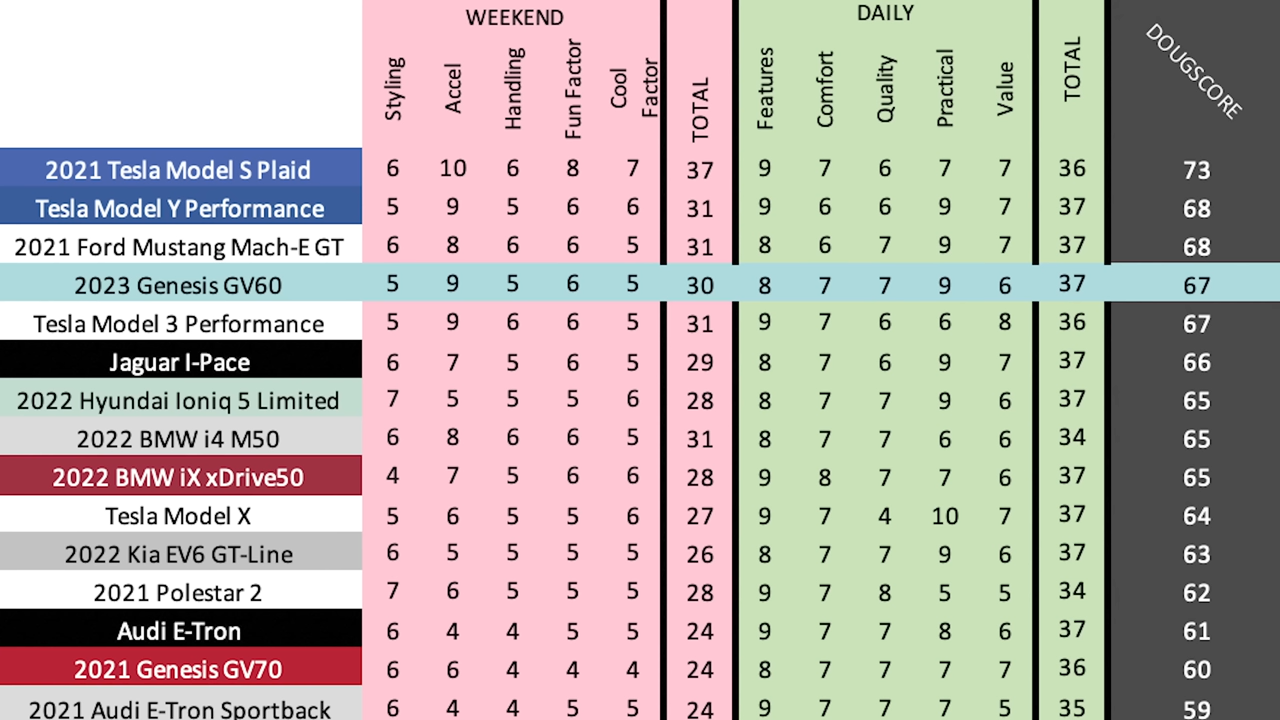 WEEKEND DAILY
Styling Accel Handling Fun Factor Cool Factor TOTAL Features Comfort Quality Practical Value TOTAL DOUGSCORE
2021 Tesla Model S Plaid 6 10 6 8 7 37 9 7 6 7 7 36 73
Tesla Model Y Performance 5 9 5 6 6 31 9 6 6 9 7 37 68
2021 Ford Mustang Mach-E GT 6 8 6 6 5 31 8 6 7 9 7 37 68
2023 Genesis GV60 5 9 5 6 5 30 8 7 7 9 6 37 67
Tesla Model 3 Performance 5 9 6 6 5 31 9 7 6 6 8 36 67
Jaguar I-Pace 6 7 5 6 5 29 8 7 6 9 7 37 66
2022 Hyundai Ioniq 5 Limited 7 5 5 5 6 28 8 7 7 9 6 37 65
2022 BMW i4 M50 6 8 6 6 5 31 8 7 7 6 6 34 65
2022 BMW iX xDrive50 4 7 5 6 6 28 9 8 7 7 6 37 65
Tesla Model X 5 6 5 5 6 27 9 7 4 10 7 37 64
2022 Kia EV6 GT-Line 6 5 5 5 5 26 8 7 7 9 6 37 63
2021 Polestar 2 7 6 5 5 5 28 9 7 8 5 5 34 62
Audi E-Tron 6 4 4 5 5 24 9 7 7 8 6 37 61
2021 Genesis GV70 6 6 4 4 4 24 8 7 7 7 7 36 60
2021 Audi E-Tron Sportback 6 4 4 5 5 24 9 7 7 7 5 35 59